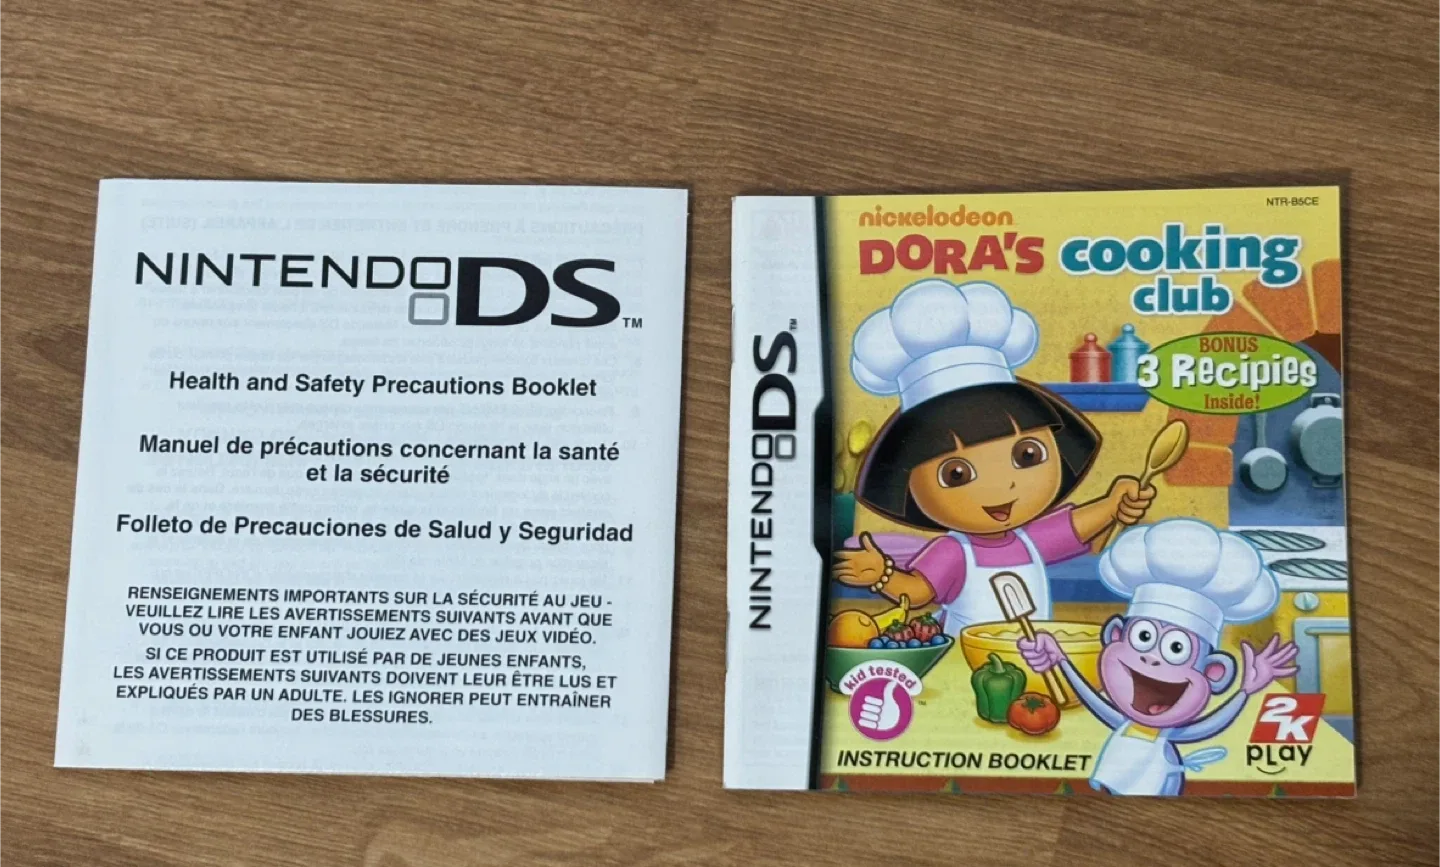 NINTENDO DS™
Health and Safety Precautions Booklet
Manuel de précautions concernant la santé
et la sécurité
Folleto de Precauciones de Salud y Seguridad
RENSEIGNEMENTS IMPORTANTS SUR LA SÉCURITÉ AU JEU -
VEUILLEZ LIRE LES AVERTISSEMENTS SUIVANTS AVANT QUE
VOUS OU VOTRE ENFANT JOUIEZ AVEC DES JEUX VIDÉO.
SI CE PRODUIT EST UTILISÉ PAR DE JEUNES ENFANTS,
LES AVERTISSEMENTS SUIVANTS DOIVENT LEUR ÊTRE LUS ET
EXPLIQUÉS PAR UN ADULTE. LES IGNORER PEUT ENTRAÎNER
DES BLESSURES.
NINTENDO DS™
NTR-B5CE
nickelodeon
DORA'S cooking
club
BONUS
3 Recipies
Inside!
kid tested™
2K
PLAY
INSTRUCTION BOOKLET